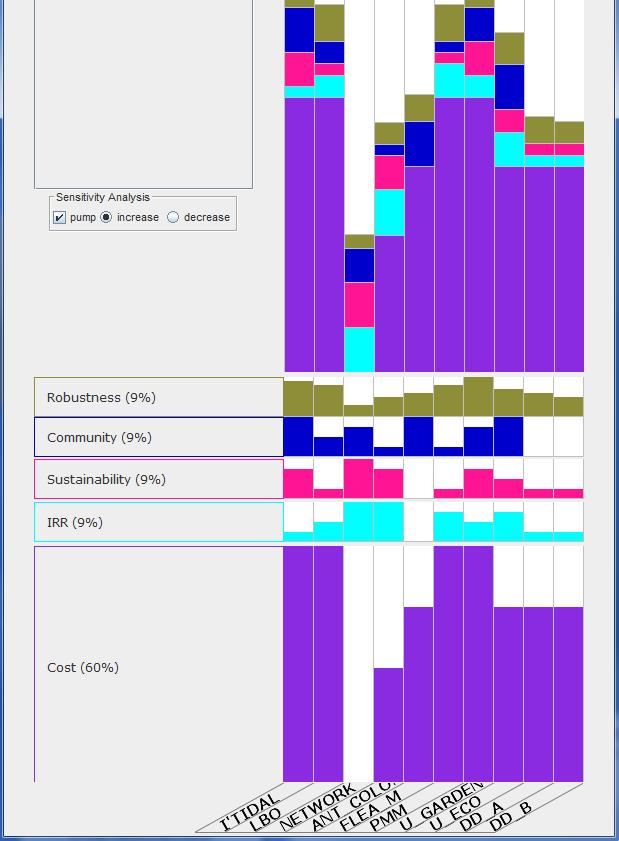 Sensitivity Analysis
pump increase decrease
Robustness (9%)
Community (9%)
Sustainability (9%)
IRR (9%)
Cost (60%)
I'TIDAL
LBO
NETWORK
ANT_COLO
FLEA_M
PMM
U_GARDEN
U_ECO
DD_A
DD_B